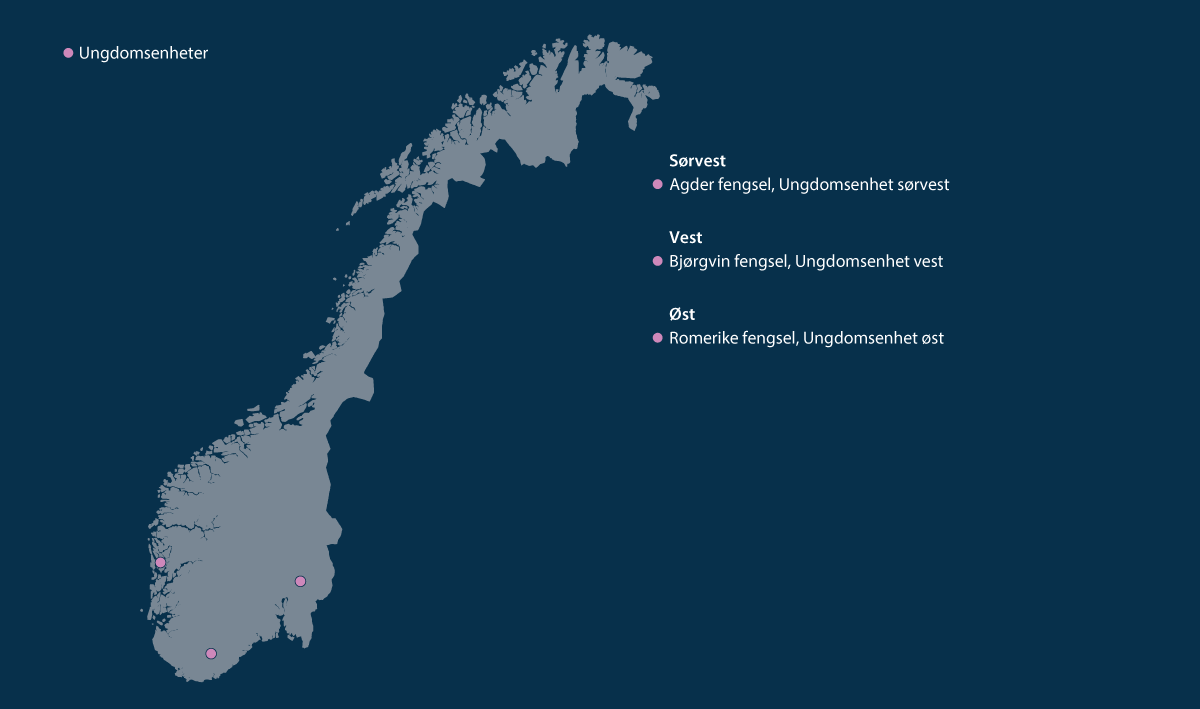 Ungdomsenheter
Sørvest
Agder fengsel, Ungdomsenhet sørvest
Vest
Bjørgvin fengsel, Ungdomsenhet vest
Øst
Romerike fengsel, Ungdomsenhet øst